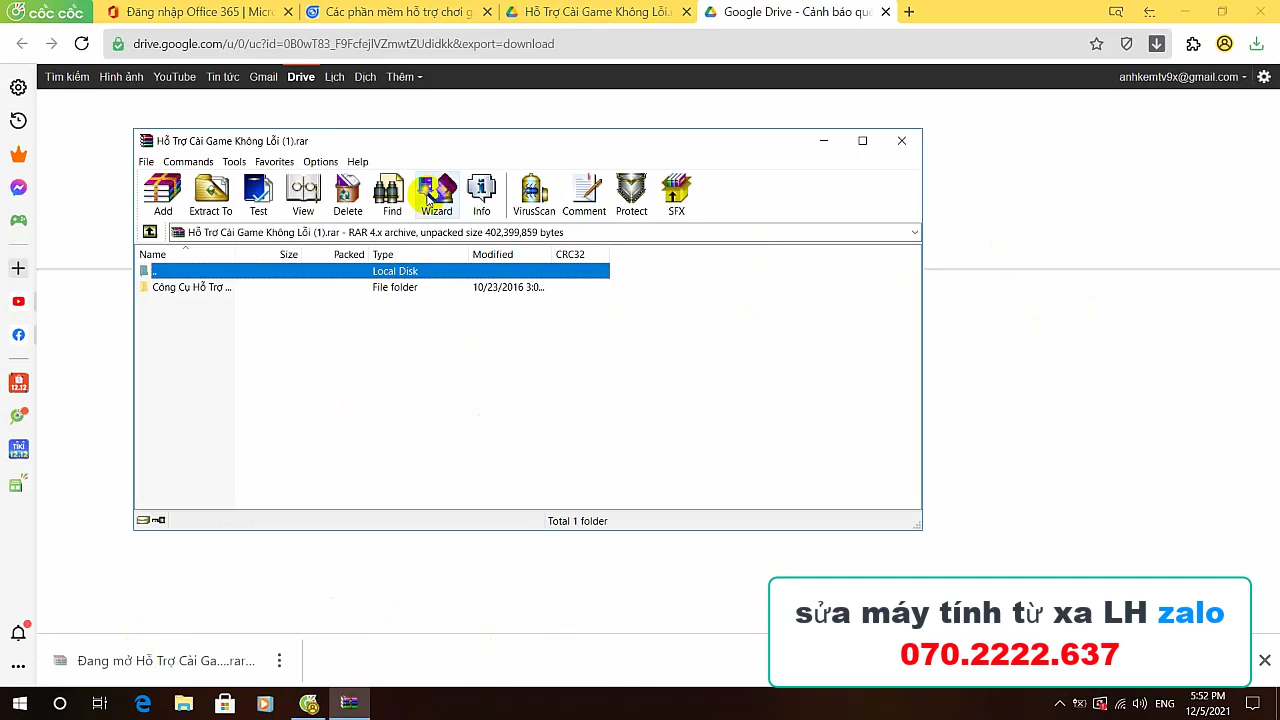 cốc cốc
Đăng nhập Office 365 | Micro
Các phần mềm hỗ trợ chơi g
Hỗ Trợ Cài Game Không Lỗi.r
Google Drive - Cảnh báo qué
drive.google.com/u/0/uc?id=0B0wT83_F9FcfejlVZmwtZUdidkk&export=download
Tìm kiếm Hình ảnh YouTube Tin tức Gmail Drive Lịch Dịch Thêm
anhkemtv9x@gmail.com
Hỗ Trợ Cài Game Không Lỗi (1).rar
File Commands Tools Favorites Options Help
Add Extract To Test View Delete Find Wizard Info VirusScan Comment Protect SFX
Hỗ Trợ Cài Game Không Lỗi (1).rar - RAR 4.x archive, unpacked size 402,399,859 bytes
Name Size Packed Type Modified CRC32
.. Local Disk
Công Cụ Hỗ Trợ ... File folder 10/23/2016 3:0...
Total 1 folder
12.12
TIKI
sửa máy tính từ xa LH zalo
070.2222.637
Đang mở Hỗ Trợ Cài Ga....rar...
ENG
5:52 PM
12/5/2021